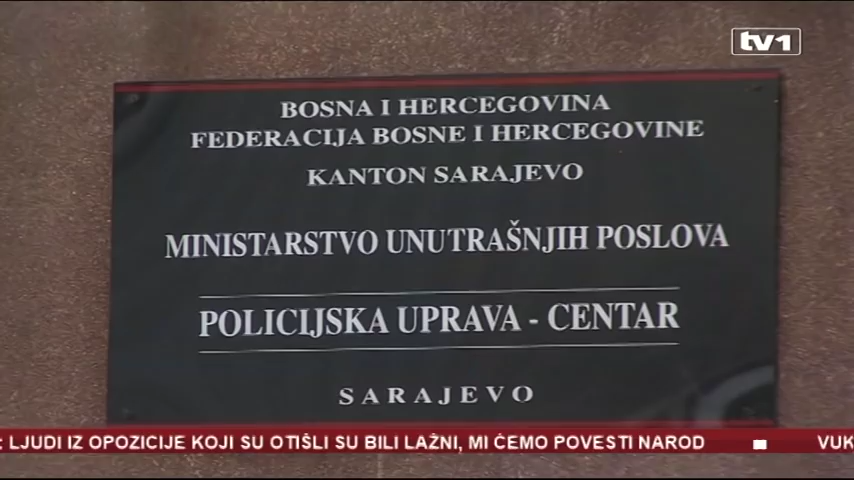 tv1
BOSNA I HERCEGOVINA
FEDERACIJA BOSNE I HERCEGOVINE
KANTON SARAJEVO
MINISTARSTVO UNUTRAŠNJIH POSLOVA
POLICIJSKA UPRAVA - CENTAR
SARAJEVO
: LJUDI IZ OPOZICIJE KOJI SU OTIŠLI SU BILI LAŽNI, MI ĆEMO POVESTI NAROD VUK